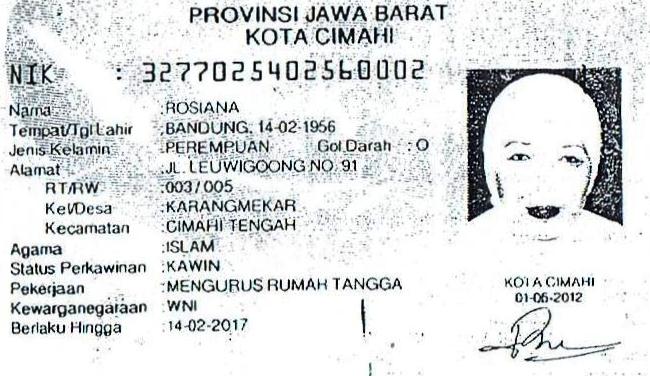 PROVINSI JAWA BARAT
KOTA CIMAHI
NIK : 3277025402560002
Nama : ROSIANA
Tempat/Tgl Lahir : BANDUNG, 14-02-1956
Jenis Kelamin : PEREMPUAN Gol.Darah : O
Alamat : JL. LEUWIGOONG NO. 91
RT/RW : 003/005
Kel/Desa : KARANGMEKAR
Kecamatan : CIMAHI TENGAH
Agama : ISLAM
Status Perkawinan : KAWIN
Pekerjaan : MENGURUS RUMAH TANGGA
Kewarganegaraan : WNI
Berlaku Hingga : 14-02-2017
KOTA CIMAHI
01-06-2012